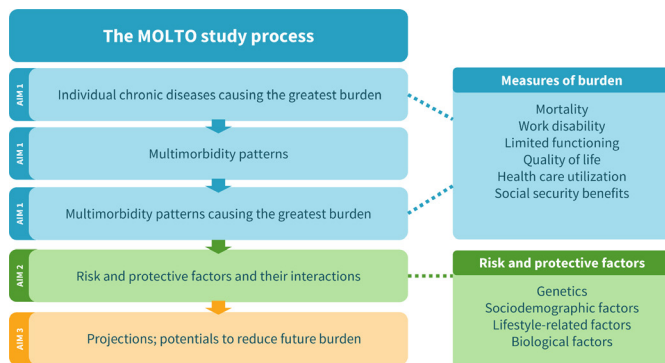 The MOLTO study process
AIM 1
Individual chronic diseases causing the greatest burden
AIM 1
Multimorbidity patterns
AIM 1
Multimorbidity patterns causing the greatest burden
AIM 2
Risk and protective factors and their interactions
AIM 3
Projections; potentials to reduce future burden
Measures of burden
Mortality
Work disability
Limited functioning
Quality of life
Health care utilization
Social security benefits
Risk and protective factors
Genetics
Sociodemographic factors
Lifestyle-related factors
Biological factors